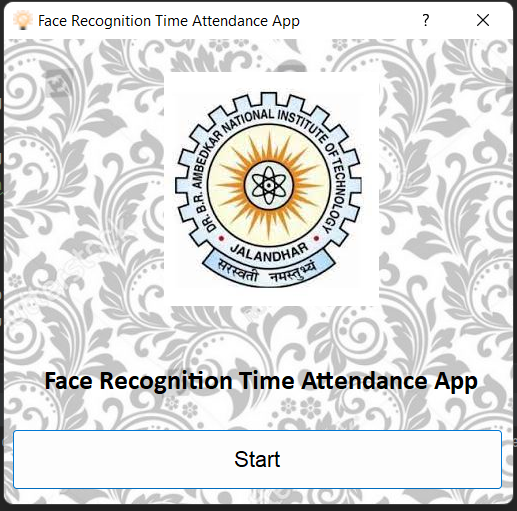 Face Recognition Time Attendance App
?
DR. B.R. AMBEDKAR NATIONAL INSTITUTE OF TECHNOLOGY
JALANDHAR
सरस्वती नमस्तुभ्यं
Face Recognition Time Attendance App
Start